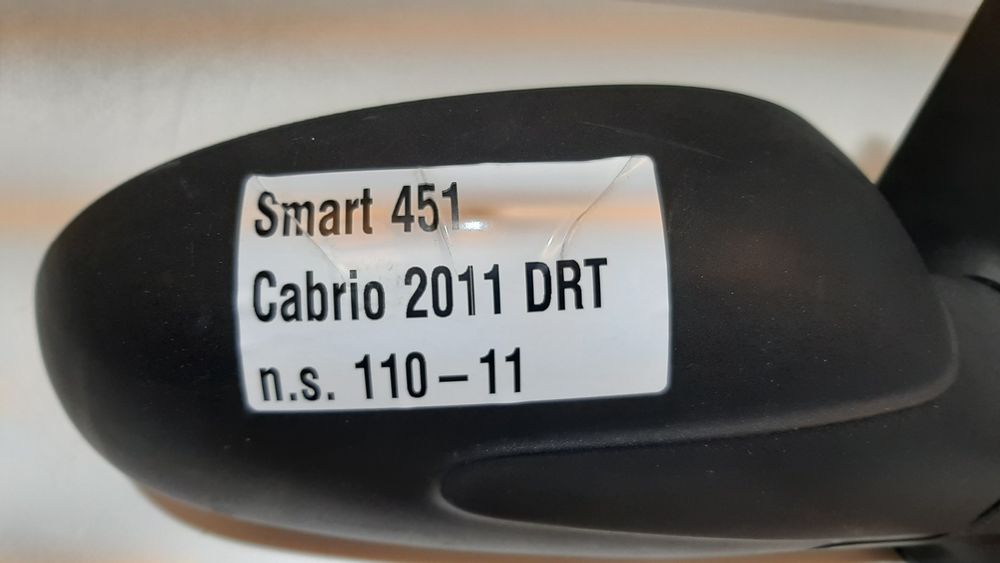 Smart 451
Cabrio 2011 DRT
n.s. 110 – 11